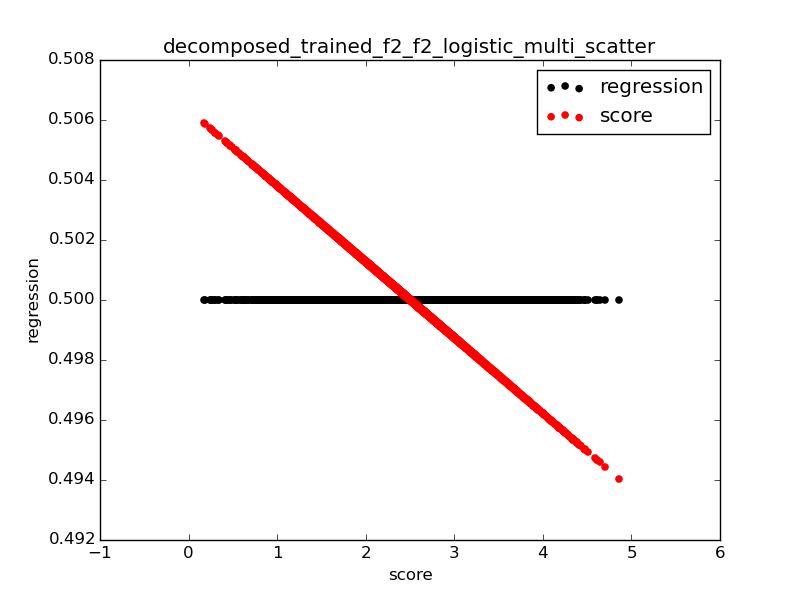 decomposed_trained_f2_f2_logistic_multi_scatter
0.508
0.506
0.504
0.502
0.500
0.498
0.496
0.494
0.492
regression
regression
score
−1 0 1 2 3 4 5 6
score